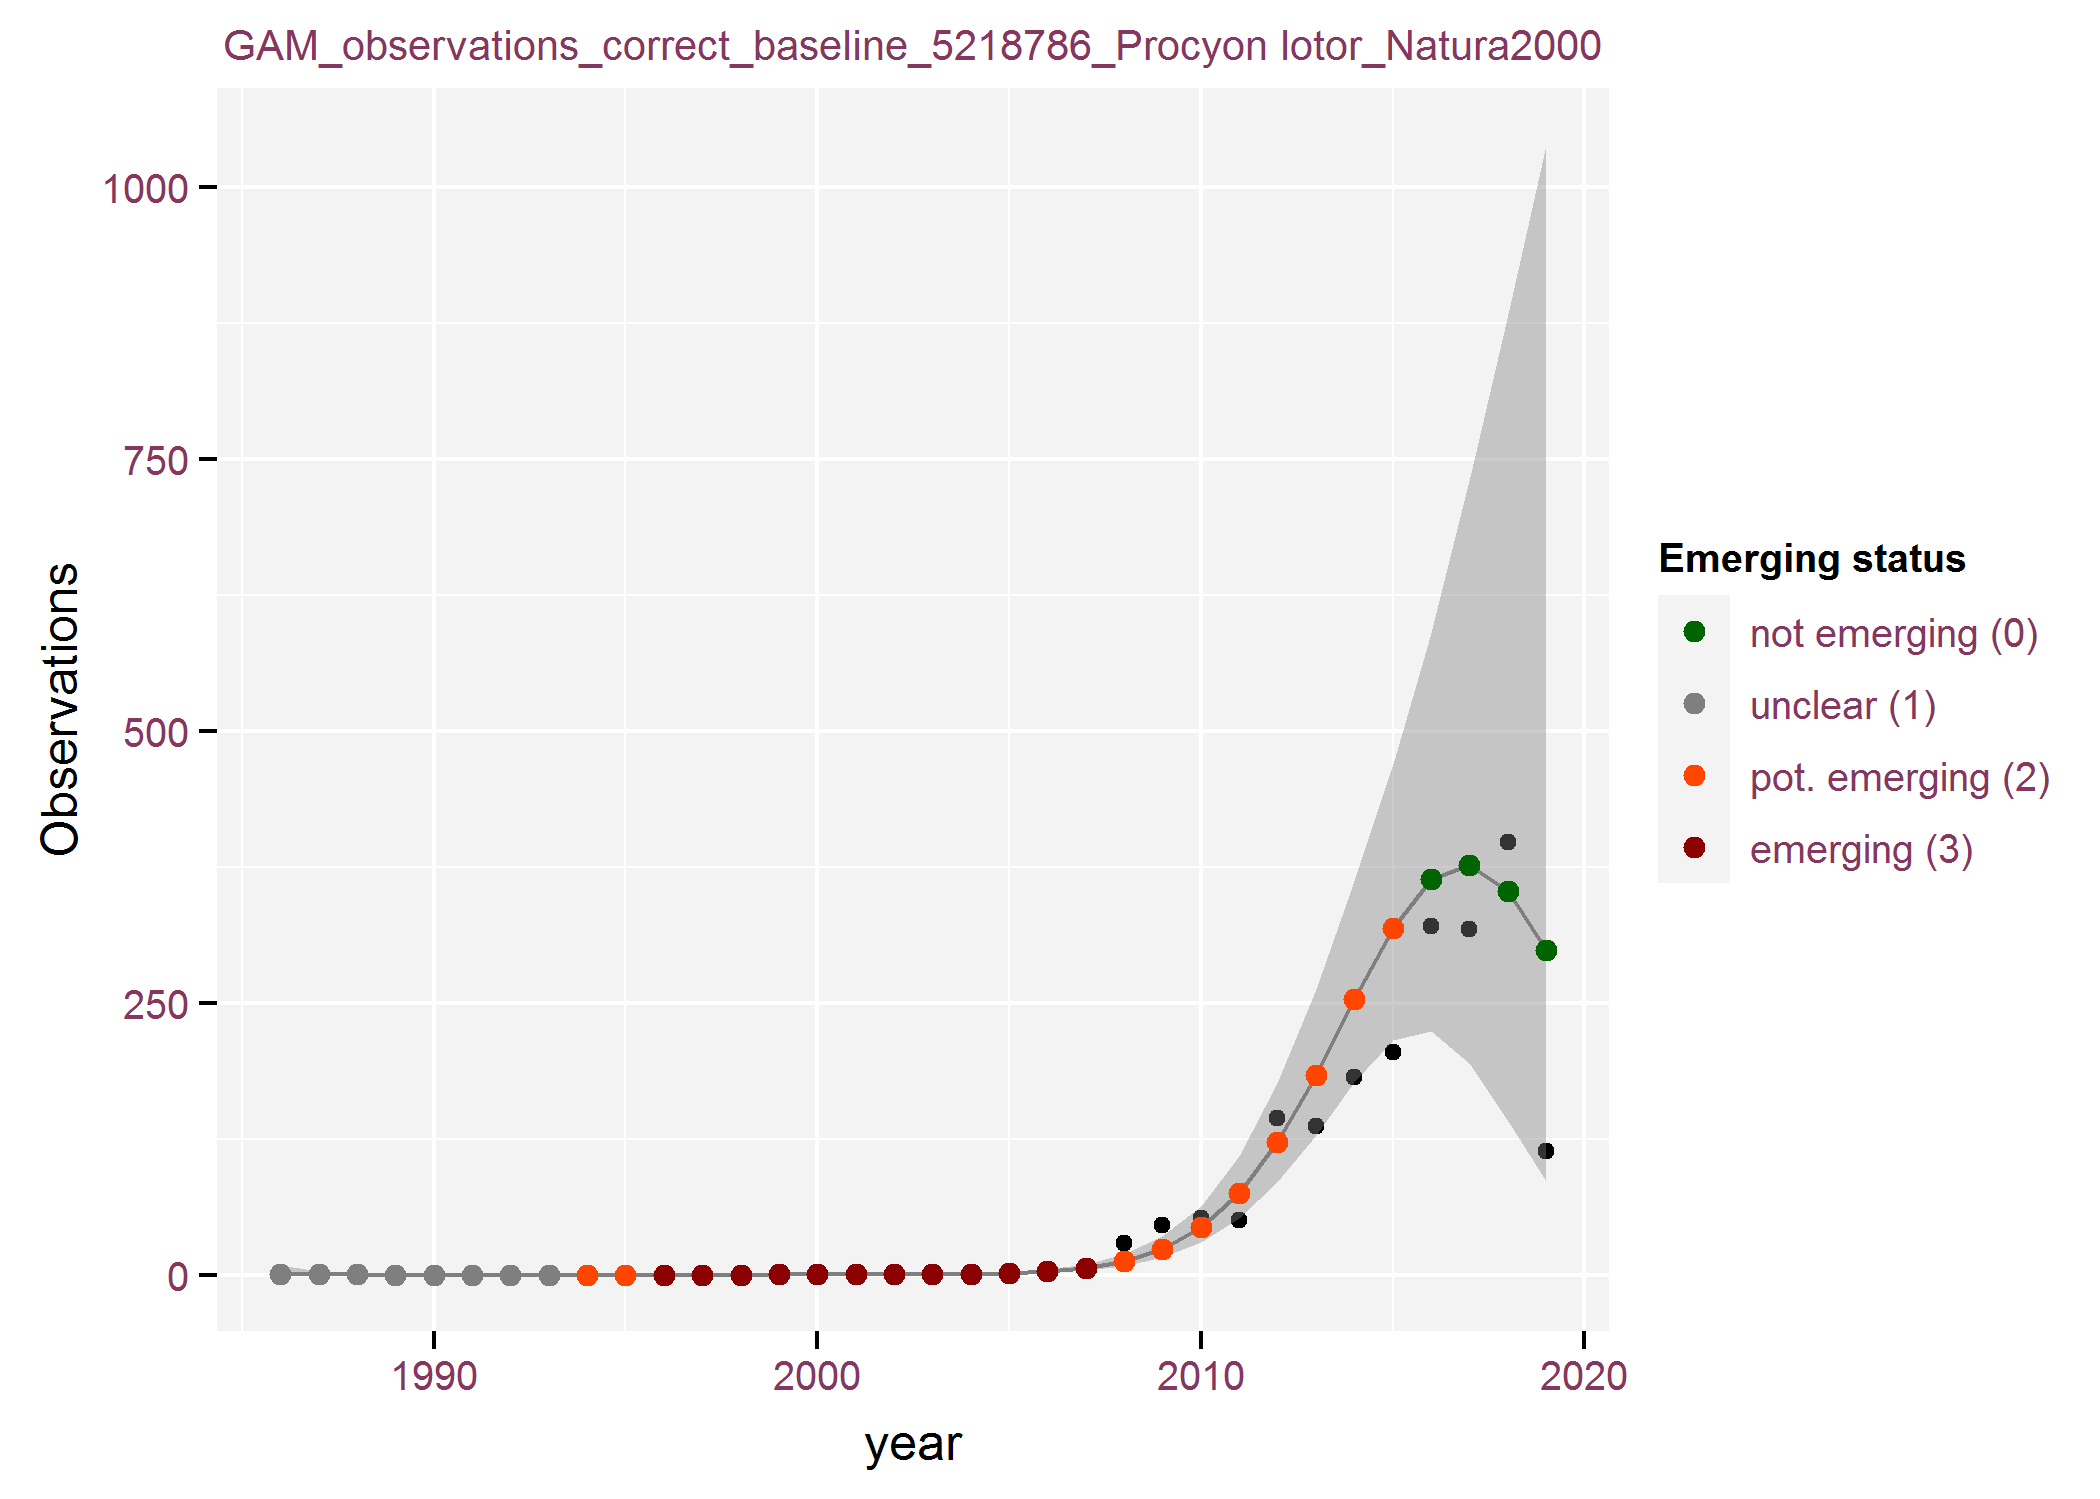 GAM_observations_correct_baseline_5218786_Procyon lotor_Natura2000
1000
750
500
250
0
Observations
1990
2000
2010
2020
year
Emerging status
not emerging (0)
unclear (1)
pot. emerging (2)
emerging (3)